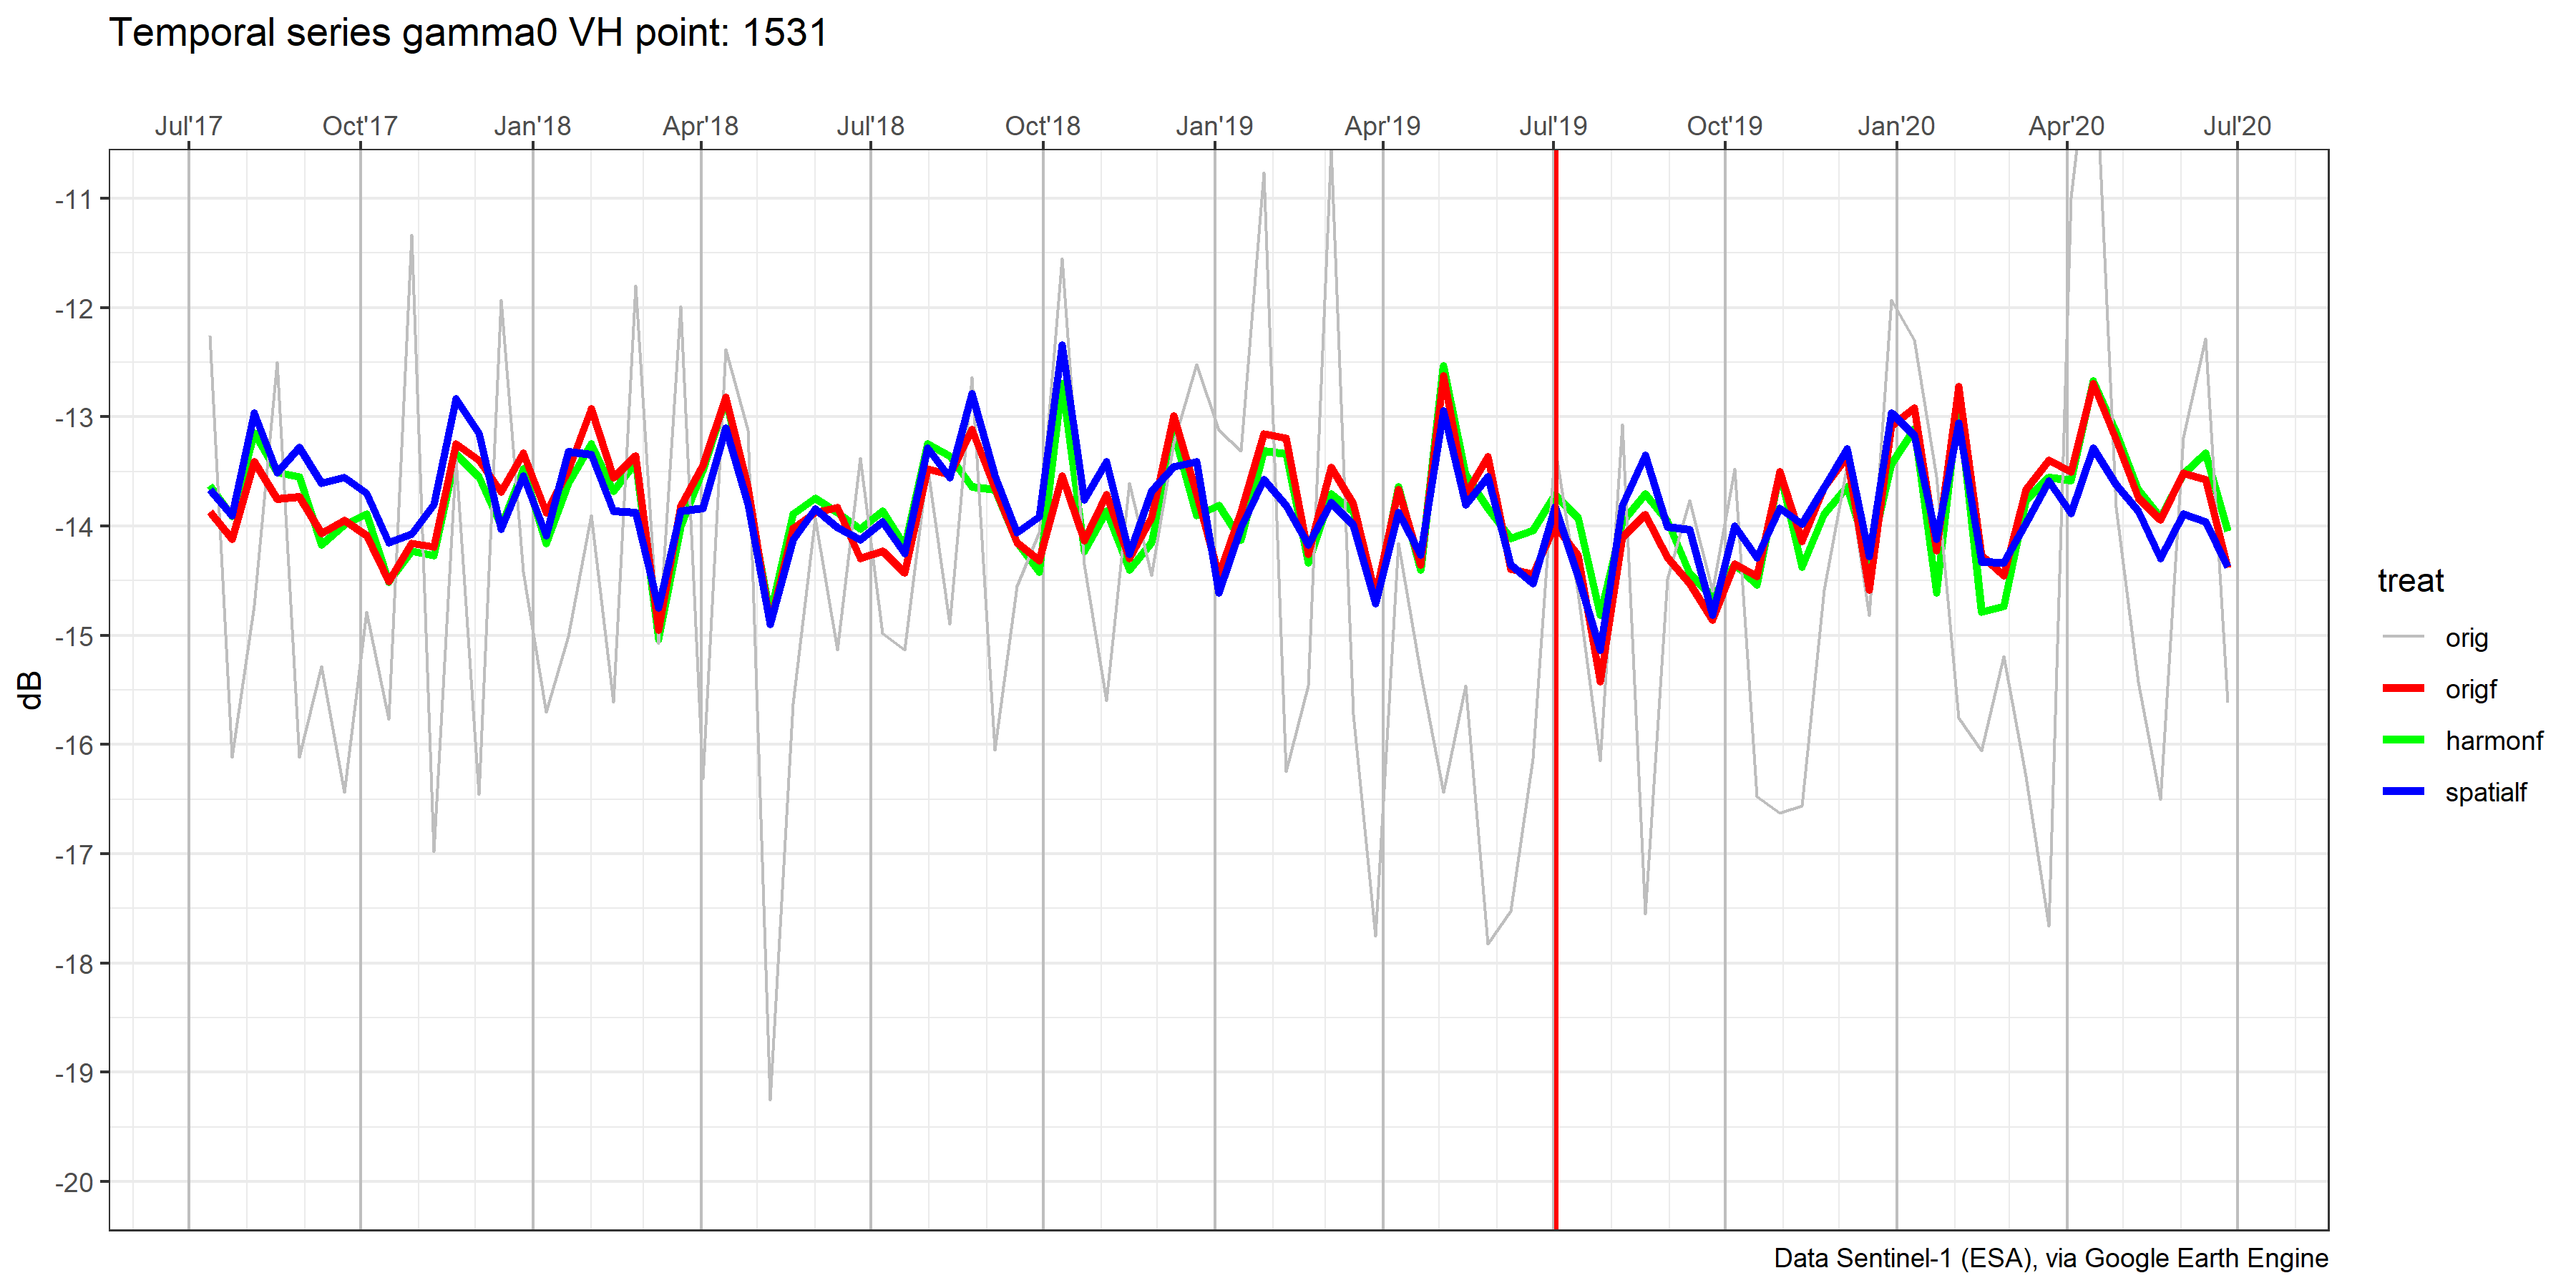 Temporal series gamma0 VH point: 1531
Jul'17 Oct'17 Jan'18 Apr'18 Jul'18 Oct'18 Jan'19 Apr'19 Jul'19 Oct'19 Jan'20 Apr'20 Jul'20
-11
-12
-13
-14
-15
-16
-17
-18
-19
-20
dB
treat
orig
origf
harmonf
spatialf
Data Sentinel-1 (ESA), via Google Earth Engine